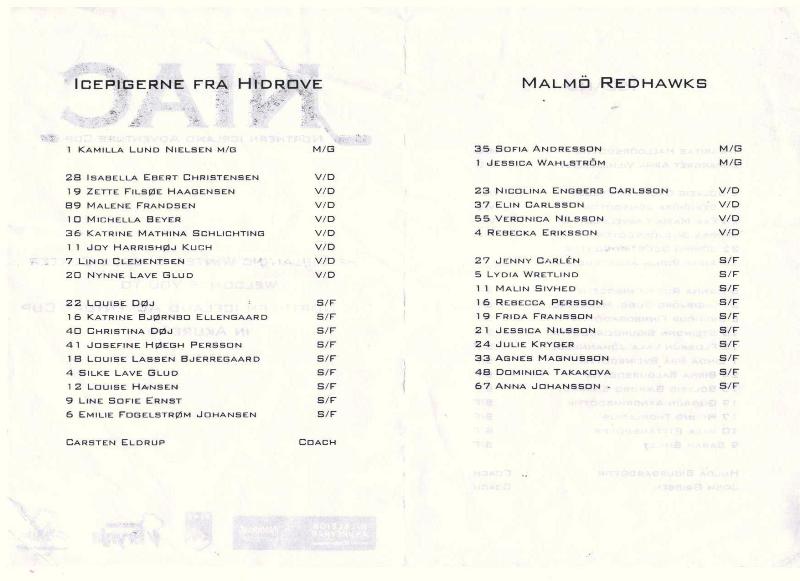 Icepigerne fra Hidrove
1 Kamilla Lund Nielsen m/g M/G
28 Isabella Ebert Christensen V/D
19 Zette Filsøe Haagensen V/D
89 Malene Frandsen V/D
10 Michella Beyer V/D
36 Katrine Mathina Schlichting V/D
11 Joy Harrishøj Kuch V/D
7 Lindi Clementsen V/D
20 Nynne Lave Glud V/D
22 Louise Døj S/F
16 Katrine Bjørnbo Ellengaard S/F
40 Christina Døj S/F
41 Josefine Høegh Persson S/F
18 Louise Lassen Bjerregaard S/F
4 Silke Lave Glud S/F
12 Louise Hansen S/F
9 Line Sofie Ernst S/F
6 Emilie Fogelstrøm Johansen S/F
Carsten Eldrup Coach
Malmö Redhawks
35 Sofia Andresson M/G
1 Jessica Wahlström M/G
23 Nicolina Engberg Carlsson V/D
37 Elin Carlsson V/D
55 Veronica Nilsson V/D
4 Rebecka Eriksson V/D
27 Jenny Carlén S/F
5 Lydia Wretlind S/F
11 Malin Sivhed S/F
16 Rebecca Persson S/F
19 Frida Fransson S/F
21 Jessica Nilsson S/F
24 Julie Kryger S/F
33 Agnes Magnusson S/F
48 Dominica Takakova S/F
67 Anna Johansson S/F